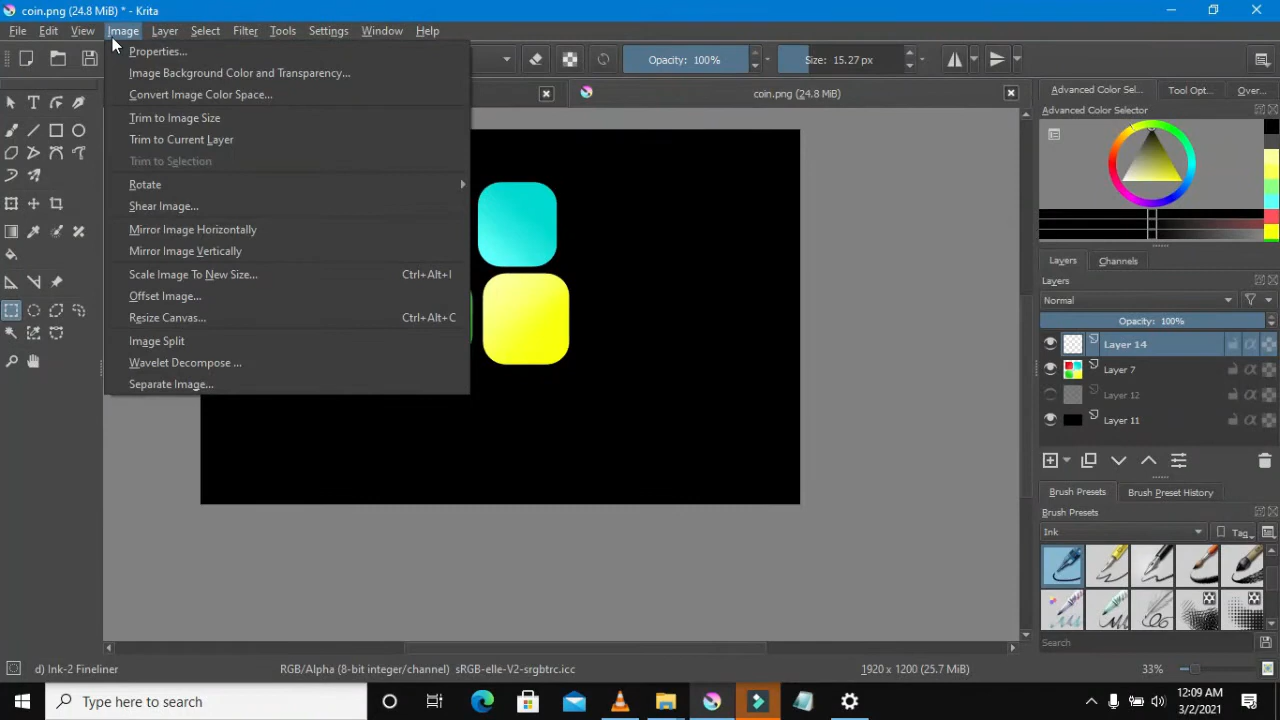 coin.png (24.8 MiB) * - Krita
File Edit View Image Layer Select Filter Tools Settings Window Help
Opacity: 100% Size: 15.27 px
Properties...
Image Background Color and Transparency...
Convert Image Color Space...
Trim to Image Size
Trim to Current Layer
Trim to Selection
Rotate
Shear Image...
Mirror Image Horizontally
Mirror Image Vertically
Scale Image To New Size... Ctrl+Alt+I
Offset Image...
Resize Canvas... Ctrl+Alt+C
Image Split
Wavelet Decompose ...
Separate Image...
coin.png (24.8 MiB)
Advanced Color Sel... Tool Opt... Over...
Advanced Color Selector
Layers Channels
Layers
Normal
Opacity: 100%
Layer 14
Layer 7
Layer 12
Layer 11
Brush Presets Brush Preset History
Brush Presets
Ink Tag
Search
d) Ink-2 Fineliner RGB/Alpha (8-bit integer/channel) sRGB-elle-V2-srgbtrc.icc 1920 x 1200 (25.7 MiB) 33%
Type here to search
12:09 AM
3/2/2021